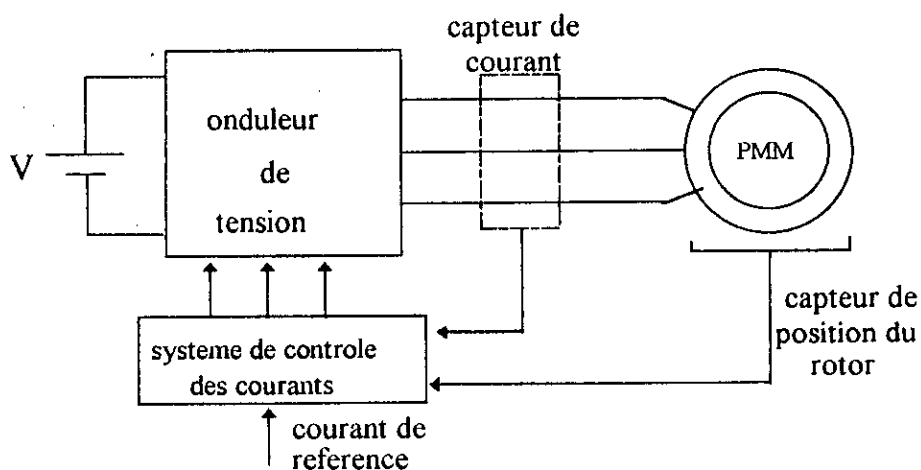 capteur de
courant
onduleur
de
tension
V
PMM
capteur de
position du
rotor
systeme de controle
des courants
courant de
reference